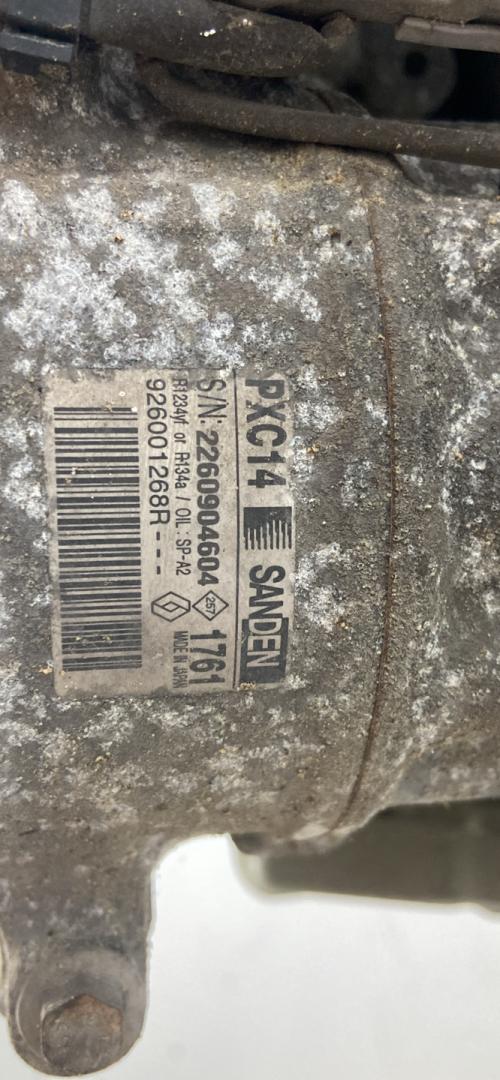 PXC14 SANDEN
S/N: 2260904604 257 1761
R1234yf or R134a / OIL : SP-A2 MADE IN JAPAN
926001268R---